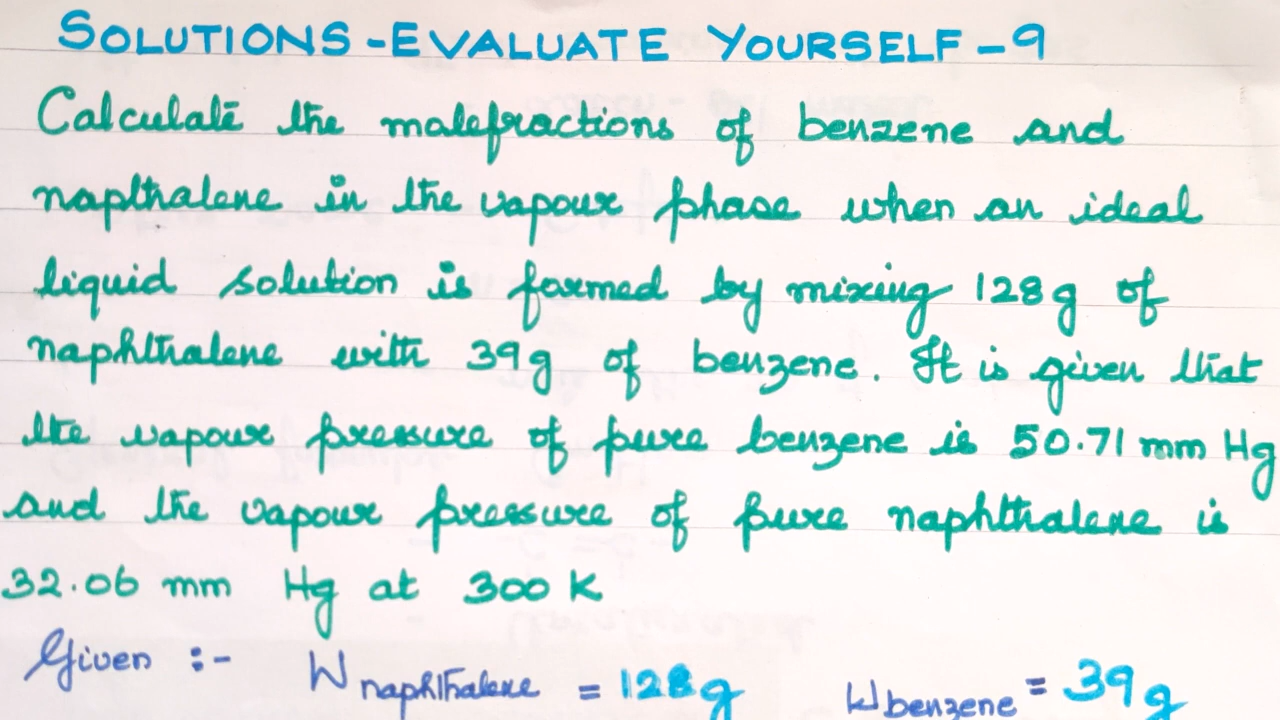 SOLUTIONS - EVALUATE YOURSELF - 9
Calculate the molefractions of benzene and
napthalene in the vapour phase when an ideal
liquid solution is formed by mixing 128g of
naphthalene with 39g of benzene. It is given that
the vapour pressure of pure benzene is 50.71 mm Hg
and the vapour pressure of pure naphthalene is
32.06 mm Hg at 300 K
Given :- W naphthalene = 128g W benzene = 39g